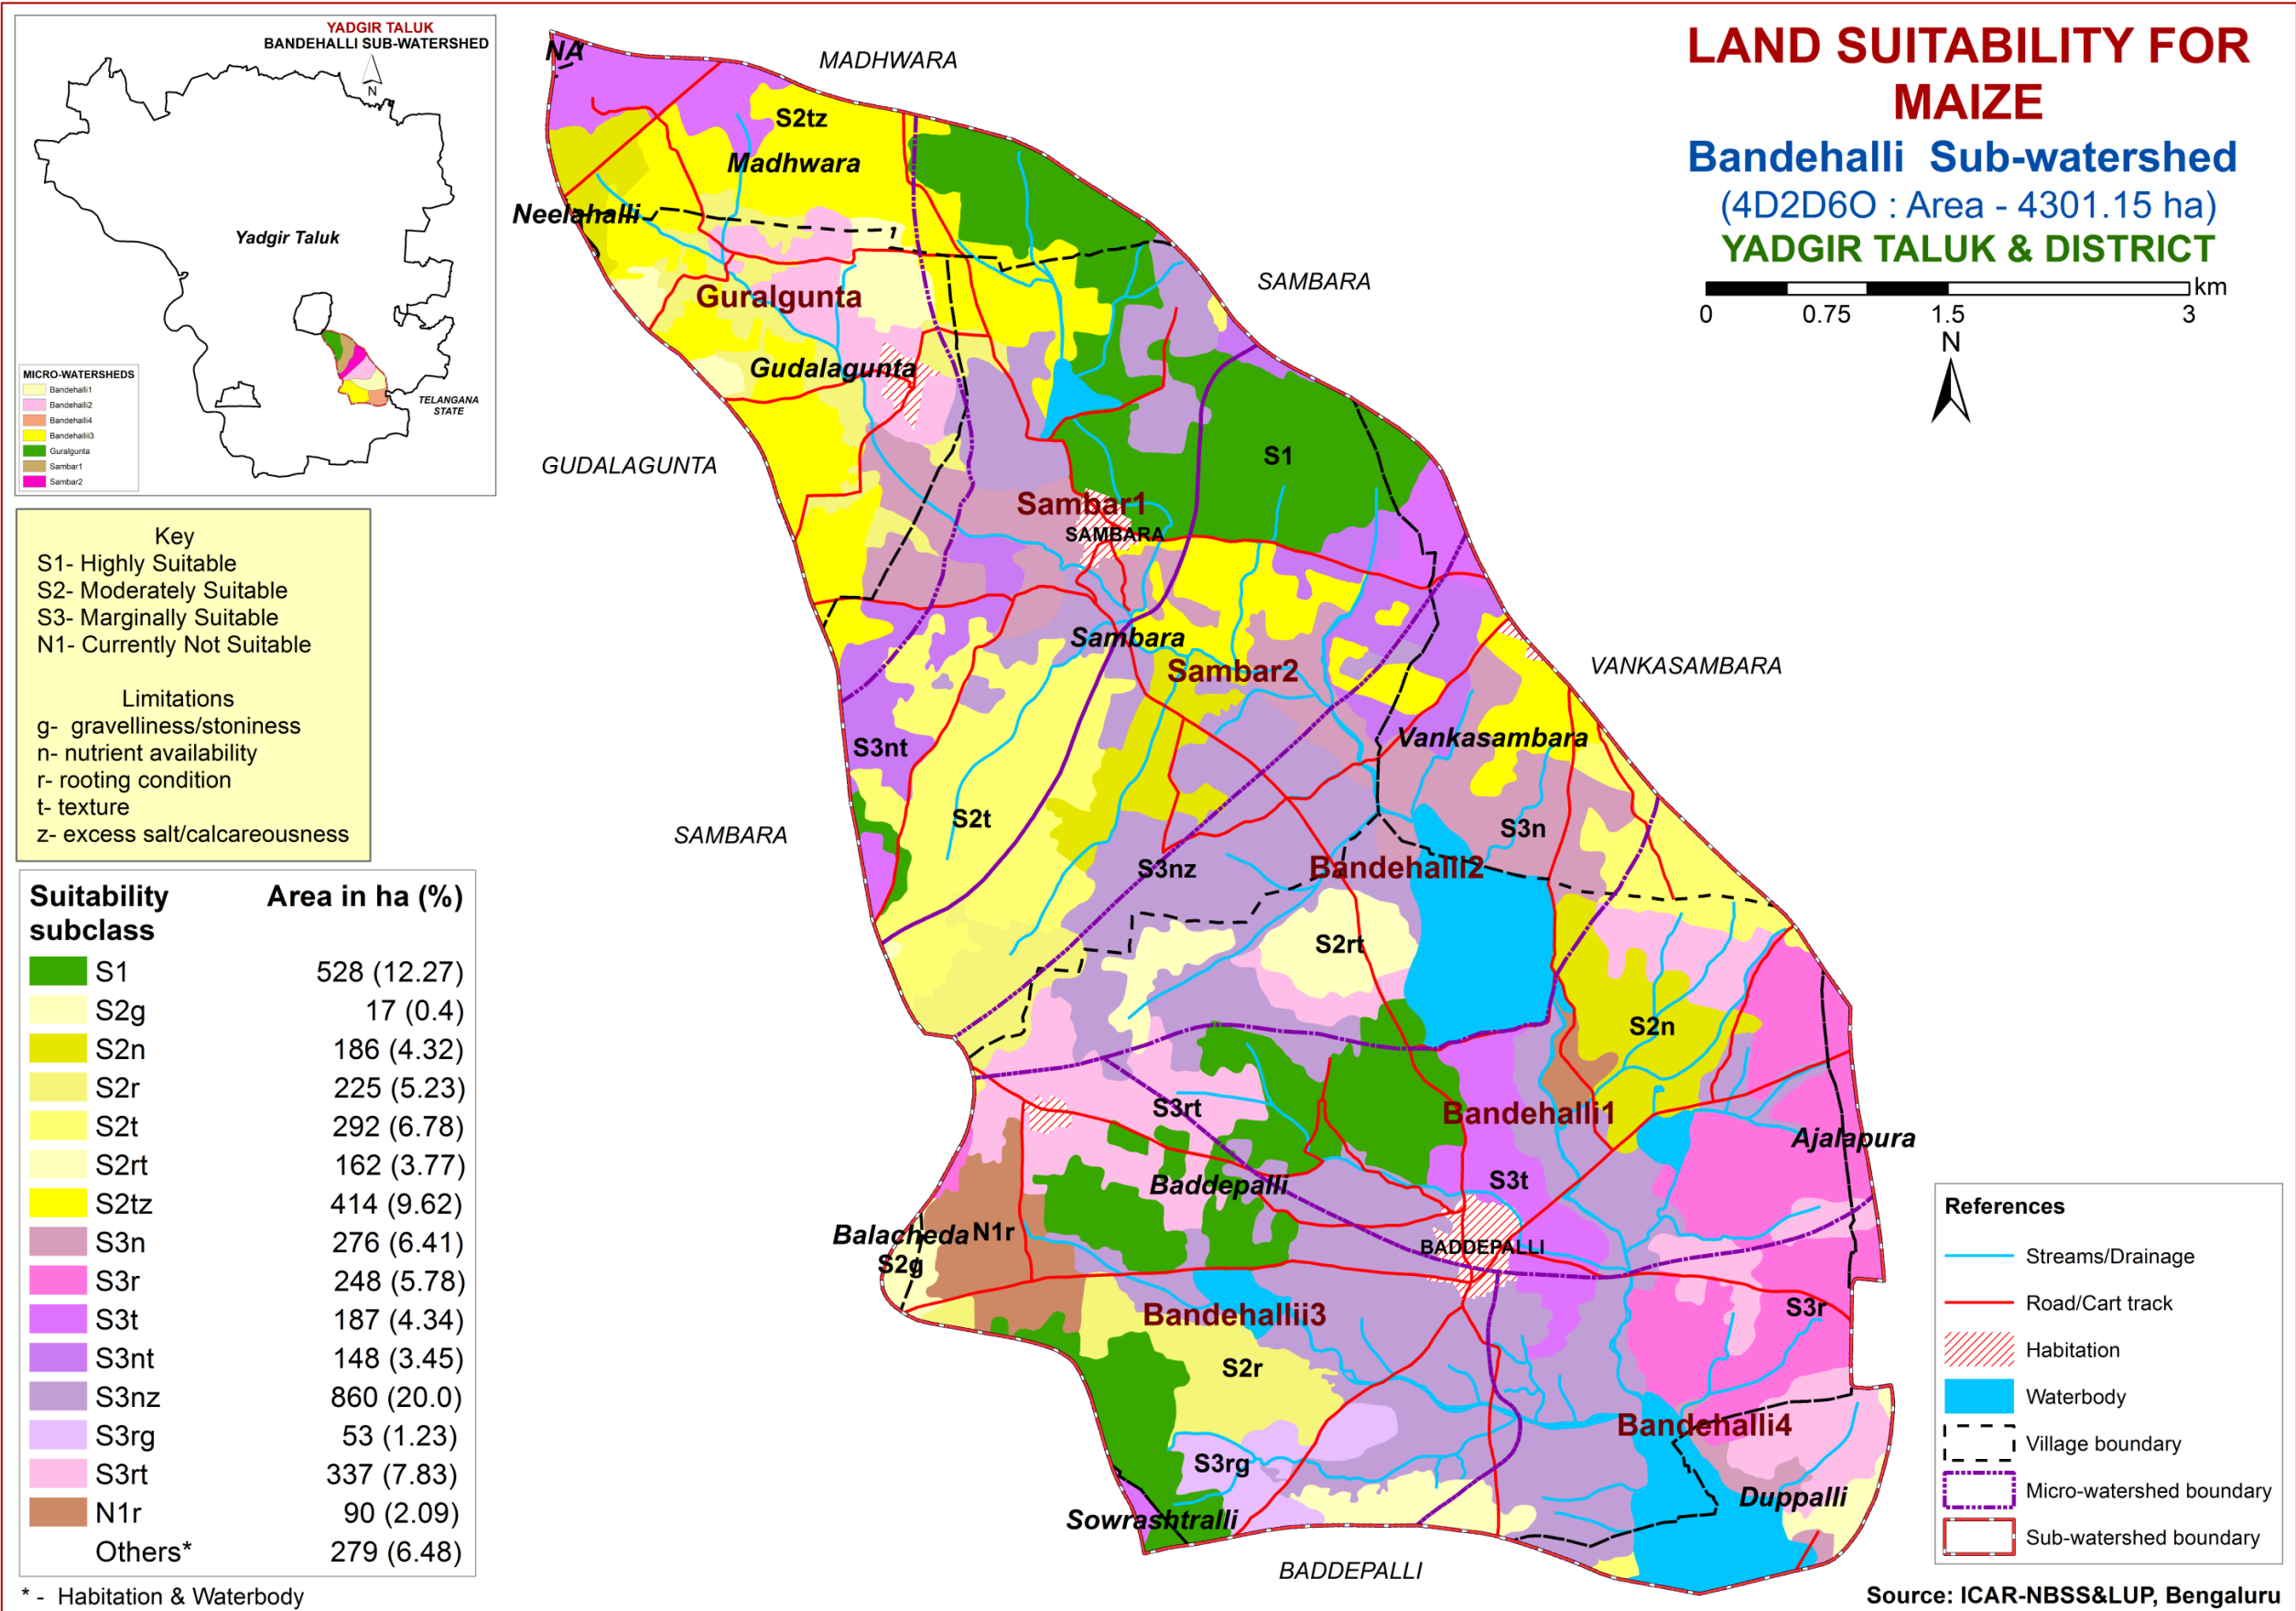 YADGIR TALUK
BANDEHALLI SUB-WATERSHED
N
Yadgir Taluk
TELANGANA
STATE
MICRO-WATERSHEDS
Bandehalli1
Bandehalli2
Bandehalli4
Bandehallii3
Guralgunta
Sambar1
Sambar2
LAND SUITABILITY FOR
MAIZE
Bandehalli Sub-watershed
(4D2D6O : Area - 4301.15 ha)
YADGIR TALUK & DISTRICT
km
0 0.75 1.5 3
N
Key
S1- Highly Suitable
S2- Moderately Suitable
S3- Marginally Suitable
N1- Currently Not Suitable
Limitations
g- gravelliness/stoniness
n- nutrient availability
r- rooting condition
t- texture
z- excess salt/calcareousness
Suitability
subclass
Area in ha (%)
S1 528 (12.27)
S2g 17 (0.4)
S2n 186 (4.32)
S2r 225 (5.23)
S2t 292 (6.78)
S2rt 162 (3.77)
S2tz 414 (9.62)
S3n 276 (6.41)
S3r 248 (5.78)
S3t 187 (4.34)
S3nt 148 (3.45)
S3nz 860 (20.0)
S3rg 53 (1.23)
S3rt 337 (7.83)
N1r 90 (2.09)
Others* 279 (6.48)
* - Habitation & Waterbody
NA
MADHWARA
S2tz
Madhwara
Neelahalli
SAMBARA
Guralgunta
Gudalagunta
GUDALAGUNTA
S1
Sambar1
SAMBARA
Sambara
Sambar2
VANKASAMBARA
Vankasambara
S3nt
S2t
SAMBARA
S3n
S3nz
Bandehalli2
S2rt
S2n
S3rt
Bandehalli1
Ajalapura
S3t
Baddepalli
Balacheda
N1r
S2g
BADDEPALLI
Bandehallii3
S3r
S2r
Bandehalli4
S3rg
Duppalli
Sowrashtralli
BADDEPALLI
References
Streams/Drainage
Road/Cart track
Habitation
Waterbody
Village boundary
Micro-watershed boundary
Sub-watershed boundary
Source: ICAR-NBSS&LUP, Bengaluru